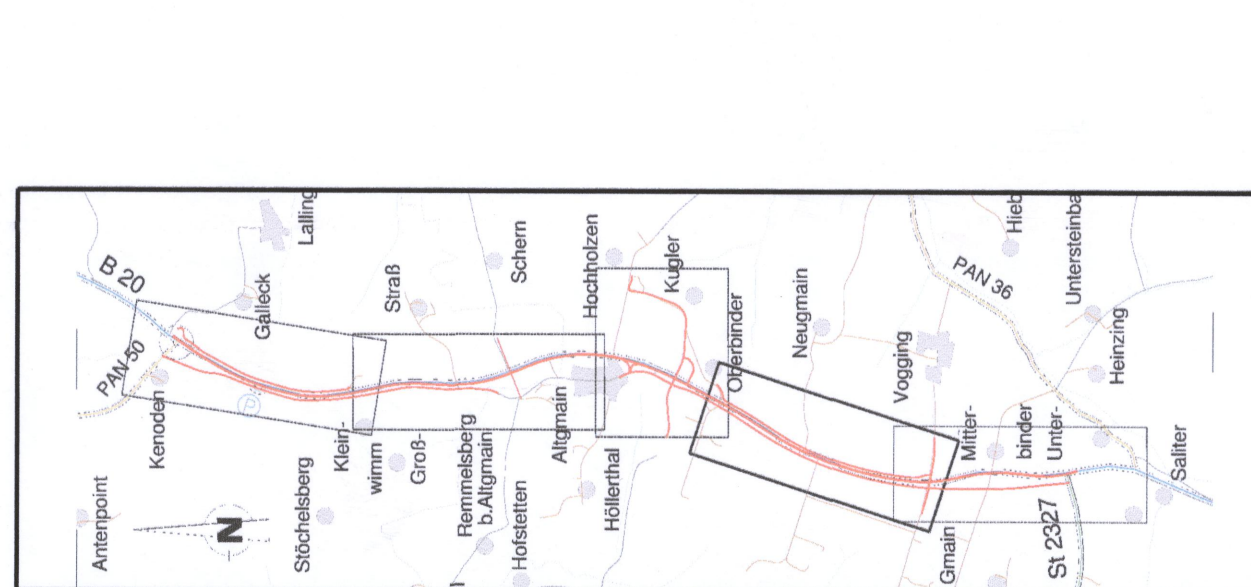 B 20
PAN 50
Kenoden
Galleck
Lalling
Antenpoint
N
Stöchelsberg
Klein-
wimm
Groß-
Straß
Remmelsberg
b.Altgmain
Hofstetten
Schern
Altgmain
Höllerthal
Hochholzen
Kugler
Oberbinder
Neugmain
Vogging
Gmain
Mitter-
binder
Unter-
St 2327
PAN 36
Hieb
Untersteinba
Heinzing
Saliter